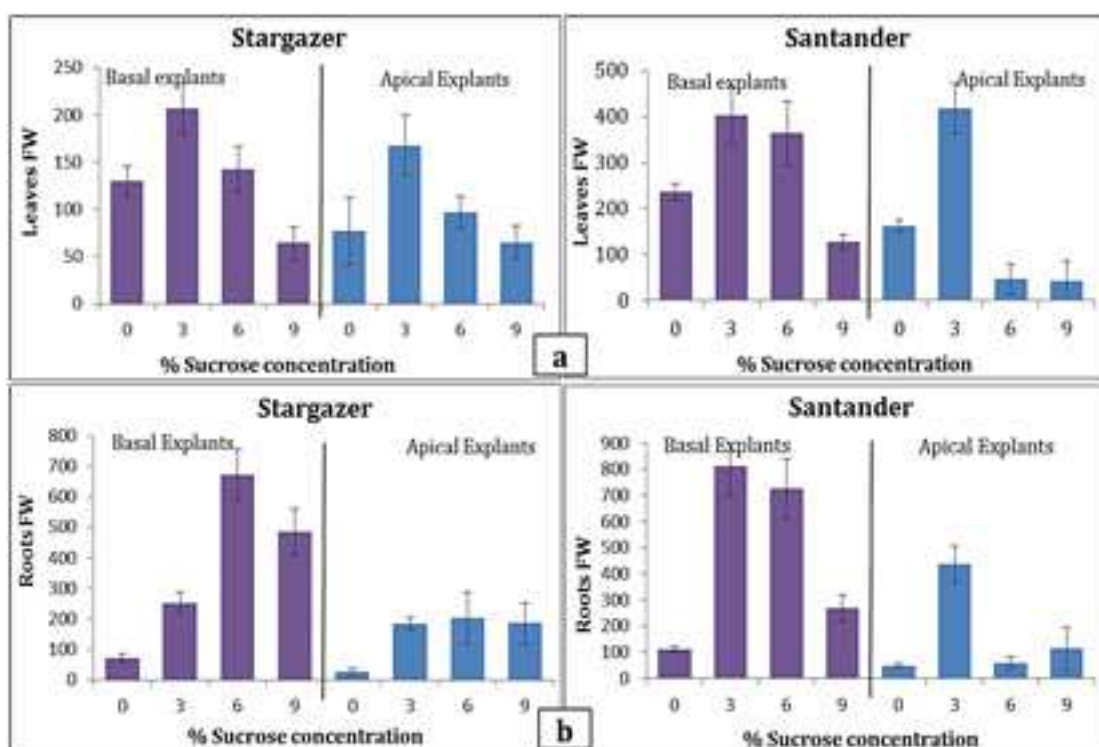 Stargazer
Basal explants
Apical Explants
250
200
150
100
50
0
Leaves FW
0 3 6 9 0 3 6 9
% Sucrose concentration
Santander
Basal explants
Apical Explants
500
400
300
200
100
0
Leaves FW
0 3 6 9 0 3 6 9
% Sucrose concentration
a
Stargazer
Basal Explants
Apical Explants
800
700
600
500
400
300
200
100
0
Roots FW
0 3 6 9 0 3 6 9
% Sucrose concentration
Santander
Basal Explants
Apical Explants
900
800
700
600
500
400
300
200
100
0
Roots FW
0 3 6 9 0 3 6 9
% Sucrose concentration
b